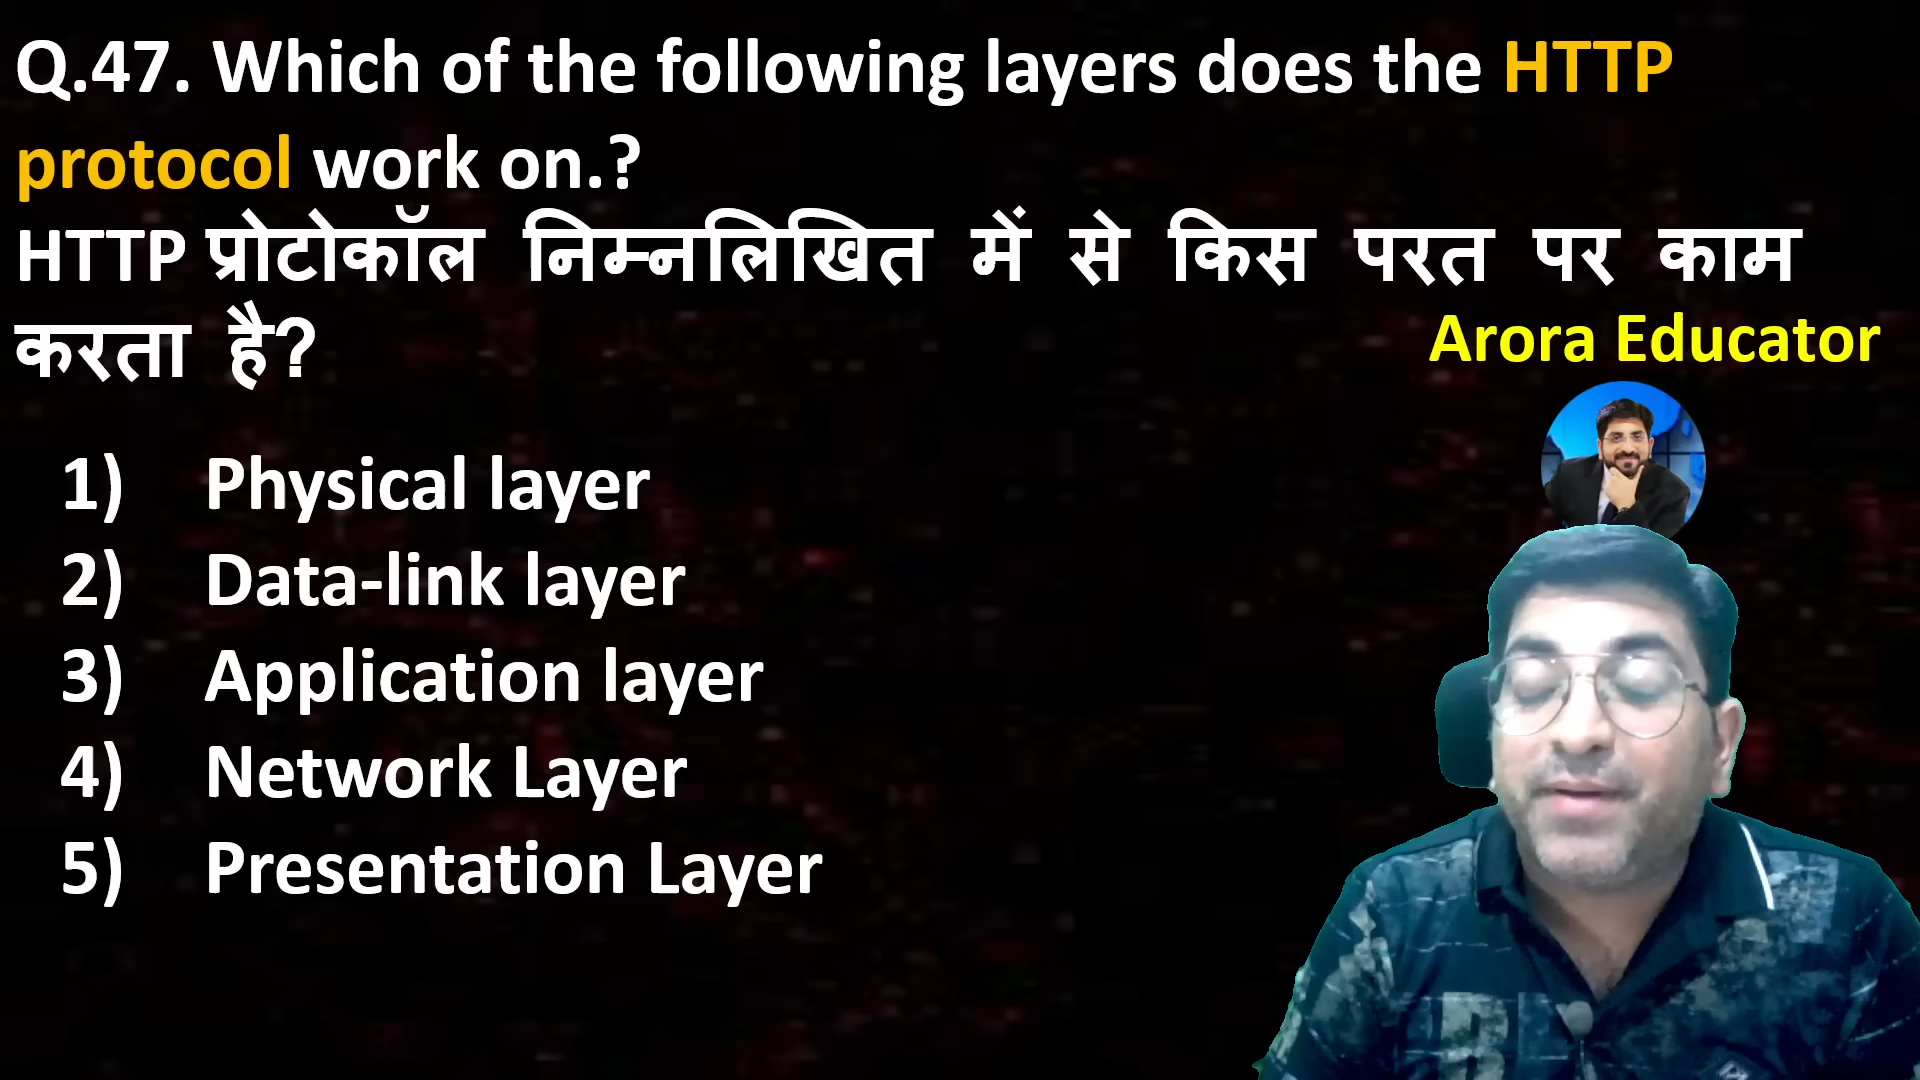 Q.47. Which of the following layers does the HTTP
protocol work on.?
HTTP प्रोटोकॉल निम्नलिखित में से किस परत पर काम
करता है?
Arora Educator
1) Physical layer
2) Data-link layer
3) Application layer
4) Network Layer
5) Presentation Layer